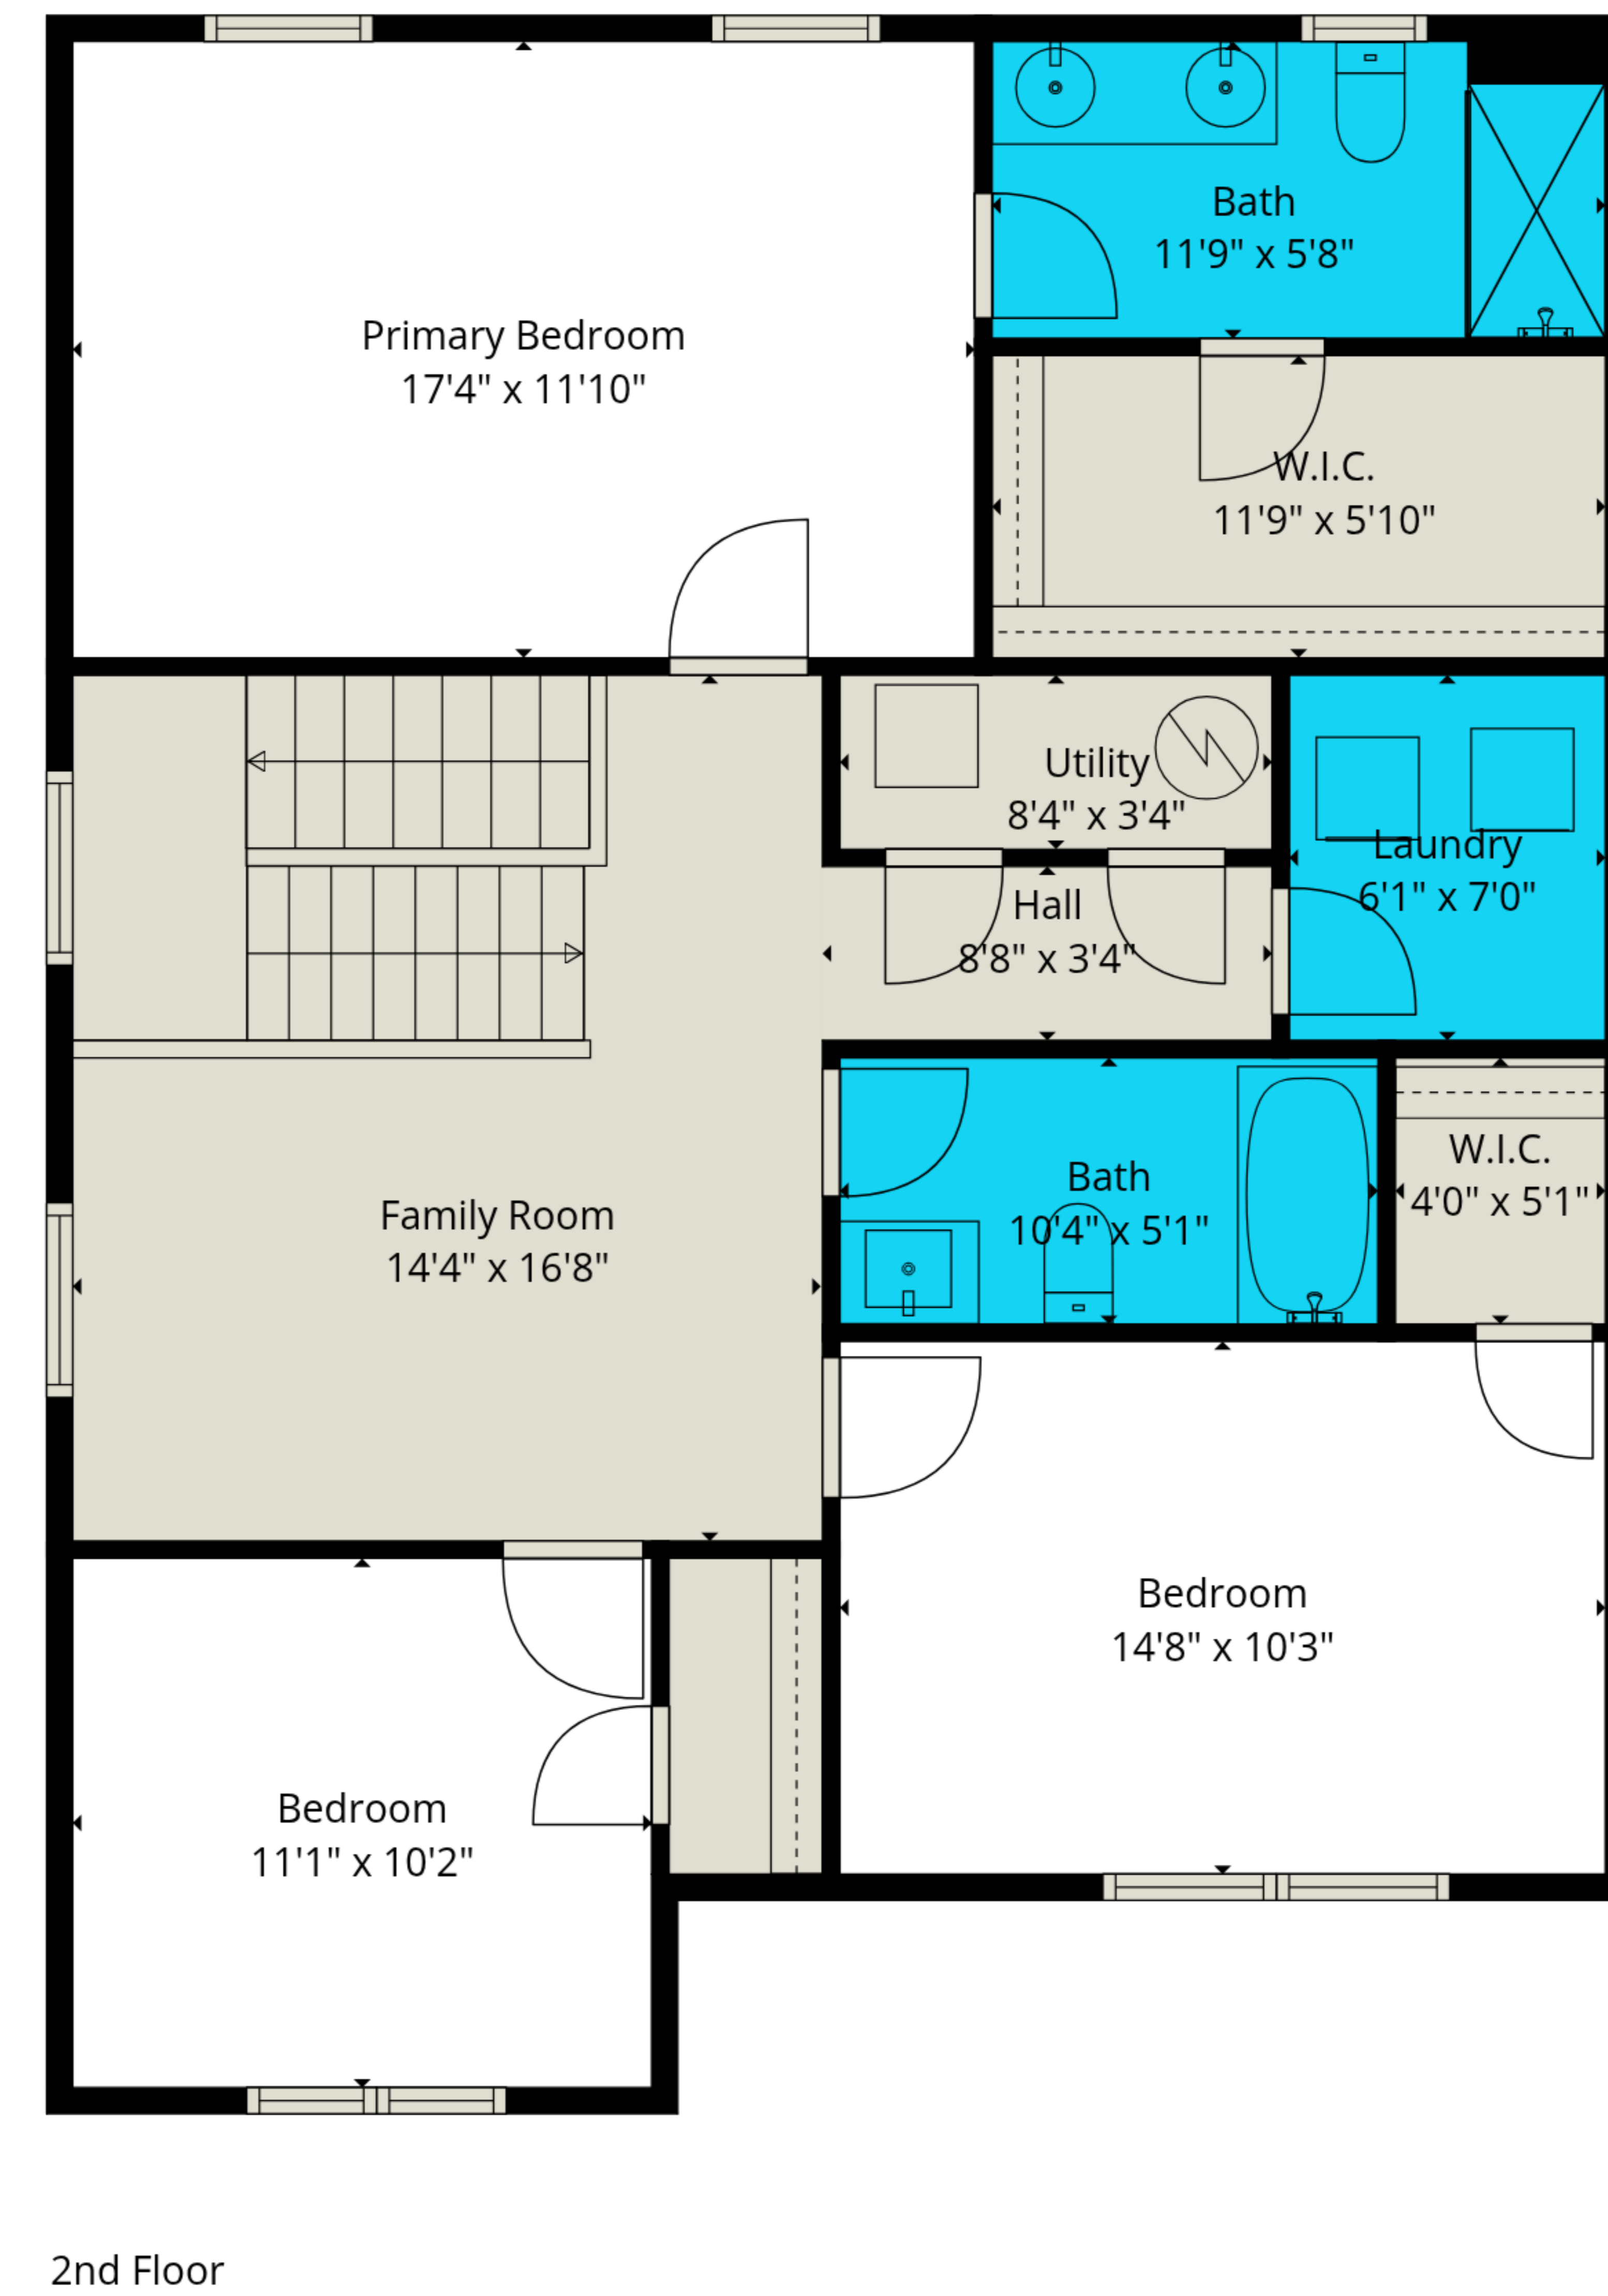 Bath
11'9" x 5'8"
Primary Bedroom
17'4" x 11'10"
W.I.C.
11'9" x 5'10"
Utility
8'4" x 3'4"
Laundry
6'1" x 7'0"
Hall
8'8" x 3'4"
W.I.C.
4'0" x 5'1"
Bath
10'4" x 5'1"
Family Room
14'4" x 16'8"
Bedroom
14'8" x 10'3"
Bedroom
11'1" x 10'2"
2nd Floor